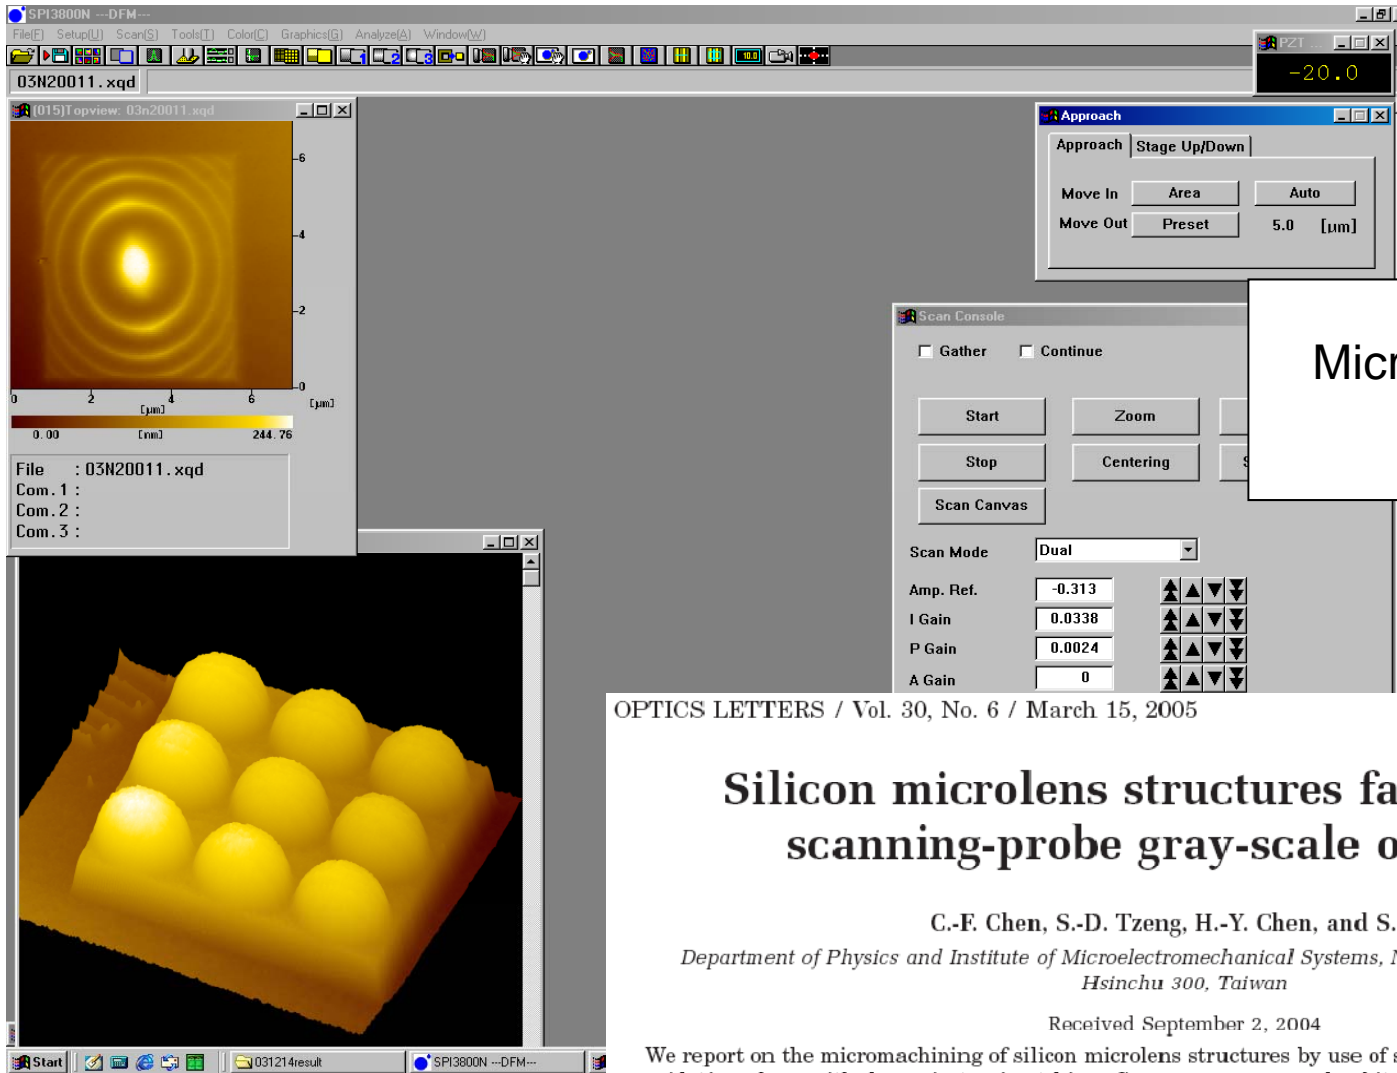 SPI3800N ---DFM---
File(F) Setup(U) Scan(S) Tools(T) Color(C) Graphics(G) Analyze(A) Window(W)
PZT ...
-20.0
03N20011.xqd
(015)Topview: 03n20011.xqd
6
4
2
0
0 2 4 6 [µm]
[µm]
0.00 [nm] 244.76
File : 03N20011.xqd
Com.1 :
Com.2 :
Com.3 :
Approach
Approach Stage Up/Down
Move In Area Auto
Move Out Preset 5.0 [µm]
Scan Console
Gather Continue
Micr
Start Zoom
Stop Centering S
Scan Canvas
Scan Mode Dual
Amp. Ref. -0.313
I Gain 0.0338
P Gain 0.0024
A Gain 0
OPTICS LETTERS / Vol. 30, No. 6 / March 15, 2005
Silicon microlens structures fa
scanning-probe gray-scale o
C.-F. Chen, S.-D. Tzeng, H.-Y. Chen, and S.
Department of Physics and Institute of Microelectromechanical Systems, N
Hsinchu 300, Taiwan
Received September 2, 2004
We report on the micromachining of silicon microlens structures by use of s
Start 031214result SPI3800N ---DFM---